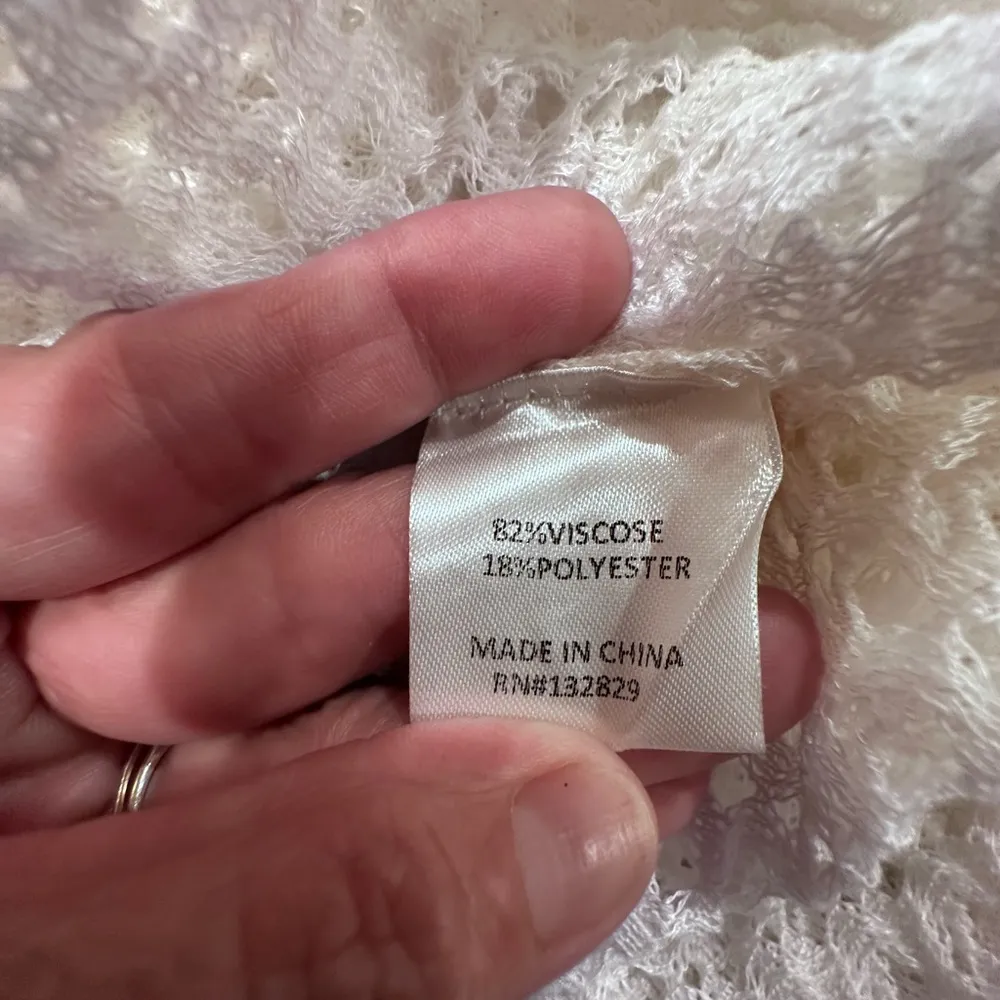 82%VISCOSE
18%POLYESTER
MADE IN CHINA
RN#132829